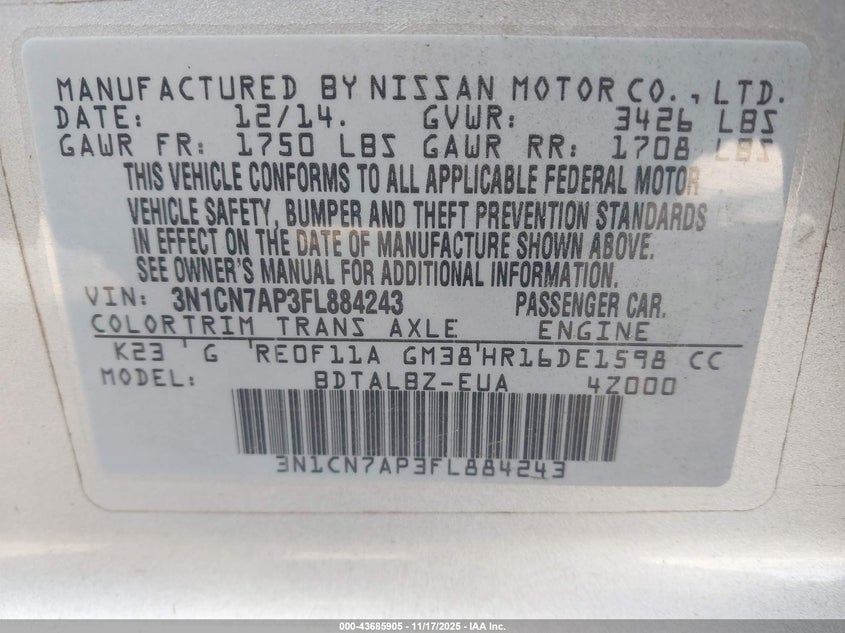 MANUFACTURED BY NISSAN MOTOR CO., LTD.
DATE: 12/14. GVWR: 3426 LBS
GAWR FR: 1750 LBS GAWR RR: 1708 LBS
THIS VEHICLE CONFORMS TO ALL APPLICABLE FEDERAL MOTOR
VEHICLE SAFETY, BUMPER AND THEFT PREVENTION STANDARDS
IN EFFECT ON THE DATE OF MANUFACTURE SHOWN ABOVE.
SEE OWNER'S MANUAL FOR ADDITIONAL INFORMATION.
VIN: 3N1CN7AP3FL884243 PASSENGER CAR.
COLOR TRIM TRANS AXLE ENGINE
K23 G RE0F11A GM38 HR16DE1598 CC
MODEL: BDTALBZ-EUA 4Z000
3N1CN7AP3FL884243
000-43685905 - 11/17/2025 - IAA Inc.